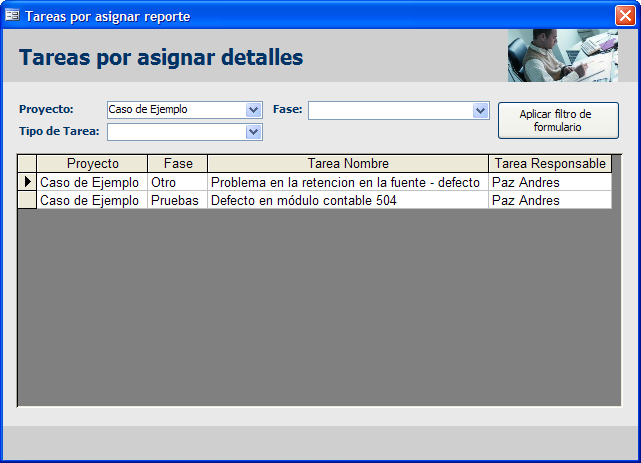 Tareas por asignar reporte
Tareas por asignar detalles
Proyecto: Caso de Ejemplo Fase: Aplicar filtro de
formulario
Tipo de Tarea:
Proyecto Fase Tarea Nombre Tarea Responsable
Caso de Ejemplo Otro Problema en la retencion en la fuente - defecto Paz Andres
Caso de Ejemplo Pruebas Defecto en módulo contable 504 Paz Andres